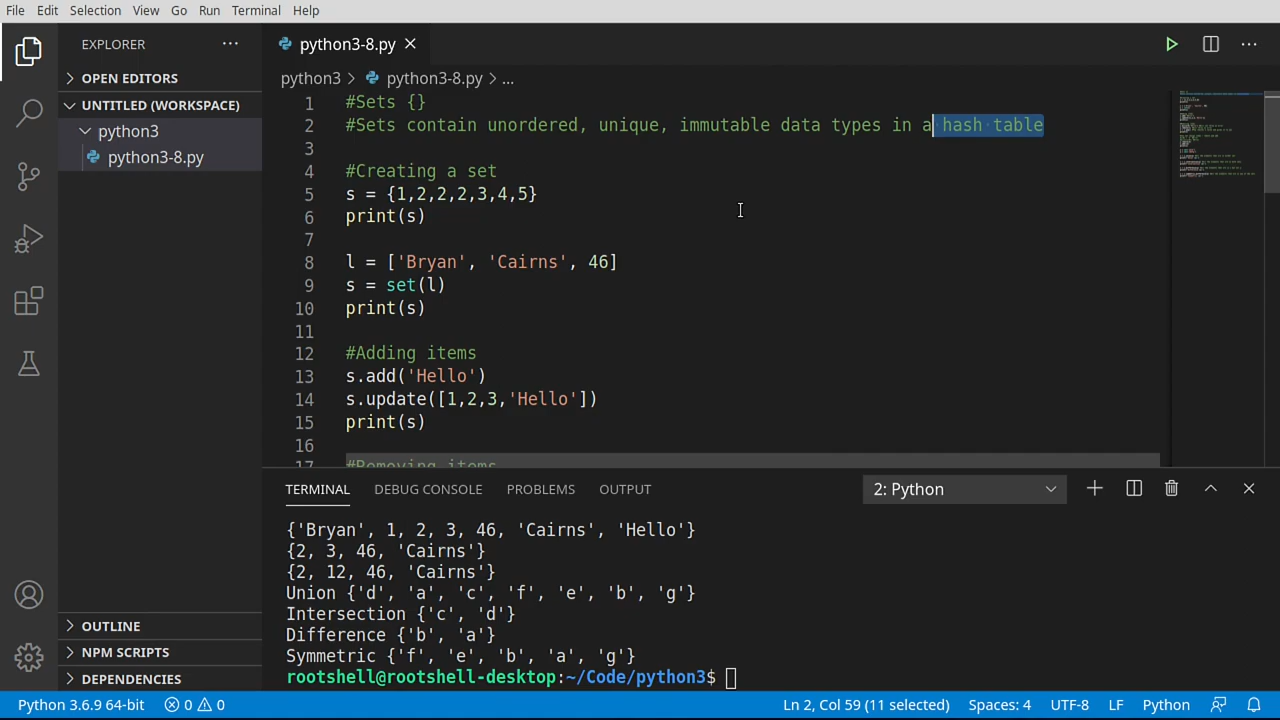 File Edit Selection View Go Run Terminal Help
EXPLORER ···
python3-8.py
OPEN EDITORS
UNTITLED (WORKSPACE)
python3
python3-8.py
OUTLINE
NPM SCRIPTS
DEPENDENCIES
python3 > python3-8.py > ...
1 #Sets {}
2 #Sets contain unordered, unique, immutable data types in a hash table
3
4 #Creating a set
5 s = {1,2,2,2,3,4,5}
6 print(s)
7
8 l = ['Bryan', 'Cairns', 46]
9 s = set(l)
10 print(s)
11
12 #Adding items
13 s.add('Hello')
14 s.update([1,2,3,'Hello'])
15 print(s)
16
17 #Removing items
TERMINAL DEBUG CONSOLE PROBLEMS OUTPUT 2: Python
{'Bryan', 1, 2, 3, 46, 'Cairns', 'Hello'}
{2, 3, 46, 'Cairns'}
{2, 12, 46, 'Cairns'}
Union {'d', 'a', 'c', 'f', 'e', 'b', 'g'}
Intersection {'c', 'd'}
Difference {'b', 'a'}
Symmetric {'f', 'e', 'b', 'a', 'g'}
rootshell@rootshell-desktop:~/Code/python3$
Python 3.6.9 64-bit 0 0 Ln 2, Col 59 (11 selected) Spaces: 4 UTF-8 LF Python